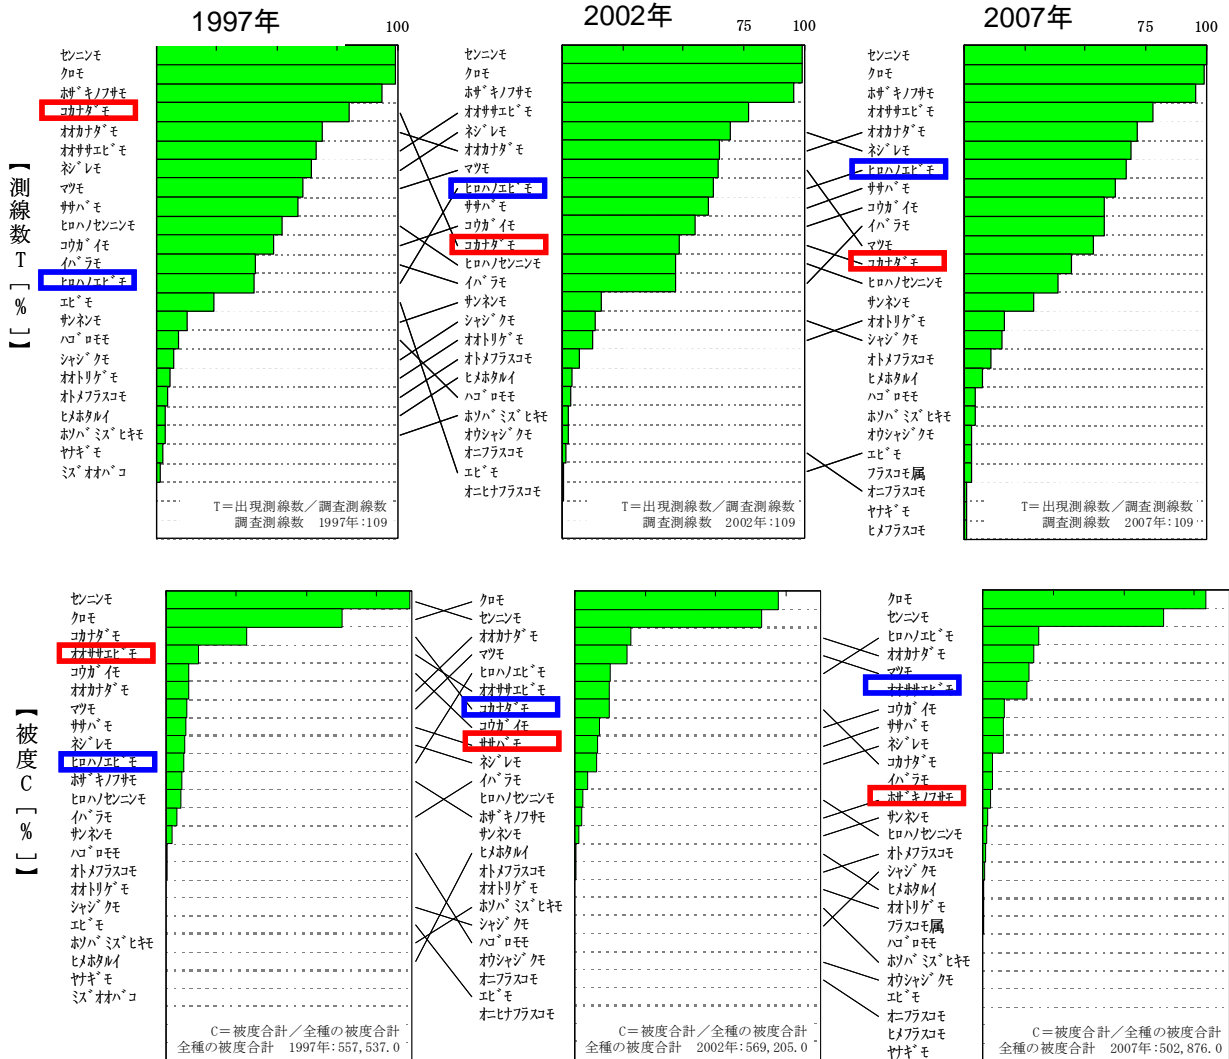 1997年
100
2002年
75
100
2007年
75
100
【測線数T[%]】
センニンモ
クロモ
ホザキノフサモ
コカナダモ
オオカナダモ
オオササエビモ
ネジレモ
マツモ
ササバモ
ヒロハノセンニンモ
コウガイモ
イバラモ
ヒロハノエビモ
エビモ
サンネンモ
ハゴロモモ
シャジクモ
オオトリゲモ
オトメフラスコモ
ヒメホタルイ
ホソバミズヒキモ
ヤナギモ
ミズオオバコ
T=出現測線数/調査測線数
調査測線数 1997年:109
センニンモ
クロモ
ホザキノフサモ
オオササエビモ
ネジレモ
オオカナダモ
マツモ
ヒロハノエビモ
ササバモ
コウガイモ
コカナダモ
ヒロハノセンニンモ
イバラモ
サンネンモ
シャジクモ
オオトリゲモ
オトメフラスコモ
ヒメホタルイ
ハゴロモモ
ホソバミズヒキモ
オウシャジクモ
オニフラスコモ
エビモ
オニヒナフラスコモ
T=出現測線数/調査測線数
調査測線数 2002年:109
センニンモ
クロモ
ホザキノフサモ
オオササエビモ
オオカナダモ
ネジレモ
ヒロハノエビモ
ササバモ
コウガイモ
イバラモ
マツモ
コカナダモ
ヒロハノセンニンモ
サンネンモ
オオトリゲモ
シャジクモ
オトメフラスコモ
ヒメホタルイ
ハゴロモモ
ホソバミズヒキモ
オウシャジクモ
エビモ
フラスコモ属
オニフラスコモ
ヤナギモ
ヒメフラスコモ
T=出現測線数/調査測線数
調査測線数 2007年:109
【被度C[%]】
センニンモ
クロモ
コカナダモ
オオササエビモ
コウガイモ
オオカナダモ
マツモ
ササバモ
ネジレモ
ヒロハノエビモ
ホザキノフサモ
ヒロハノセンニンモ
イバラモ
サンネンモ
ハゴロモモ
オトメフラスコモ
オオトリゲモ
シャジクモ
エビモ
ホソバミズヒキモ
ヒメホタルイ
ヤナギモ
ミズオオバコ
C=被度合計/全種の被度合計
全種の被度合計 1997年:557,537.0
クロモ
センニンモ
オオカナダモ
マツモ
ヒロハノエビモ
オオササエビモ
コカナダモ
コウガイモ
ササバモ
ネジレモ
イバラモ
ヒロハノセンニンモ
ホザキノフサモ
サンネンモ
ヒメホタルイ
オトメフラスコモ
オオトリゲモ
ホソバミズヒキモ
シャジクモ
ハゴロモモ
オウシャジクモ
オニフラスコモ
エビモ
オニヒナフラスコモ
C=被度合計/全種の被度合計
全種の被度合計 2002年:569,205.0
クロモ
センニンモ
ヒロハノエビモ
オオカナダモ
マツモ
オオササエビモ
コウガイモ
ササバモ
ネジレモ
コカナダモ
イバラモ
ホザキノフサモ
サンネンモ
ヒロハノセンニンモ
オトメフラスコモ
シャジクモ
ヒメホタルイ
オオトリゲモ
フラスコモ属
ハゴロモモ
ホソバミズヒキモ
オウシャジクモ
エビモ
オニフラスコモ
ヒメフラスコモ
ヤナギモ
C=被度合計/全種の被度合計
全種の被度合計 2007年:502,876.0